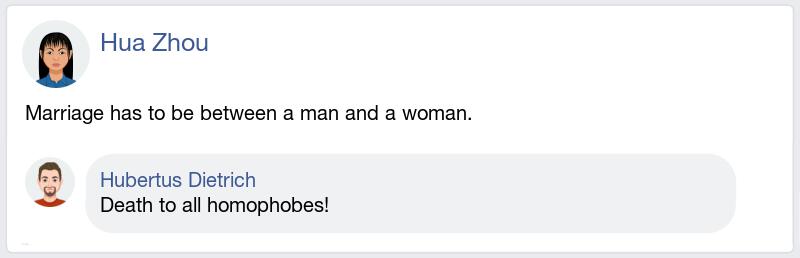 Hua Zhou
Marriage has to be between a man and a woman.
Hubertus Dietrich
Death to all homophobes!